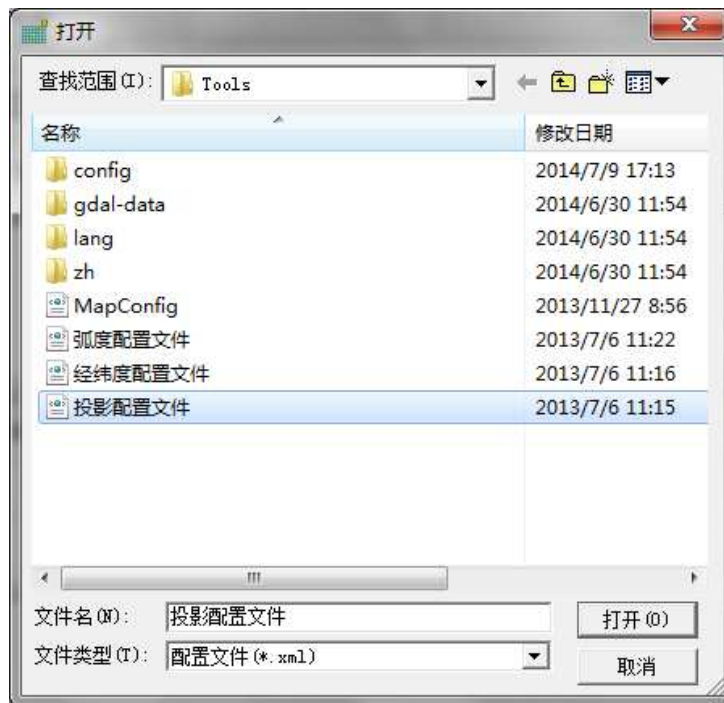 打开
查找范围(I): Tools
名称 修改日期
config 2014/7/9 17:13
gdal-data 2014/6/30 11:54
lang 2014/6/30 11:54
zh 2014/6/30 11:54
MapConfig 2013/11/27 8:56
弧度配置文件 2013/7/6 11:22
经纬度配置文件 2013/7/6 11:16
投影配置文件 2013/7/6 11:15
文件名(N): 投影配置文件 打开(O)
文件类型(T): 配置文件(*.xml) 取消